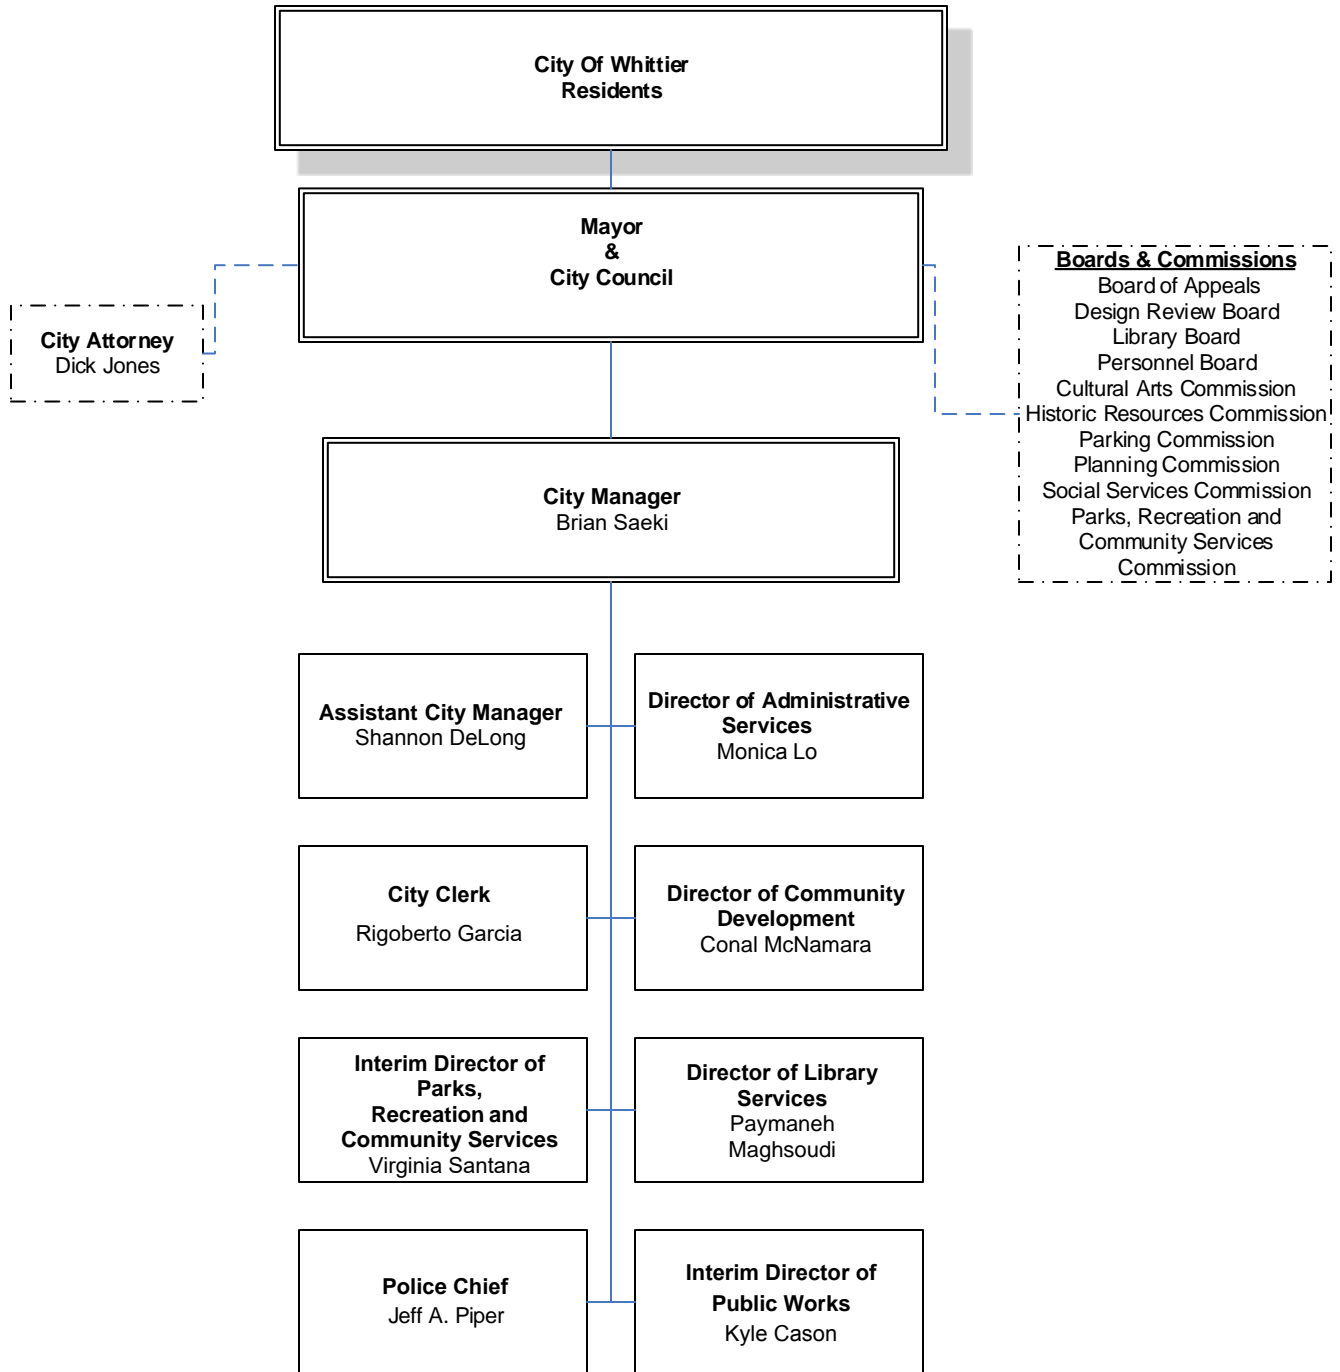 City Of Whittier
Residents
Mayor
&
City Council
City Attorney
Dick Jones
Boards & Commissions
Board of Appeals
Design Review Board
Library Board
Personnel Board
Cultural Arts Commission
Historic Resources Commission
Parking Commission
Planning Commission
Social Services Commission
Parks, Recreation and
Community Services
Commission
City Manager
Brian Saeki
Assistant City Manager
Shannon DeLong
Director of Administrative
Services
Monica Lo
City Clerk
Rigoberto Garcia
Director of Community
Development
Conal McNamara
Interim Director of
Parks,
Recreation and
Community Services
Virginia Santana
Director of Library
Services
Paymaneh
Maghsoudi
Police Chief
Jeff A. Piper
Interim Director of
Public Works
Kyle Cason